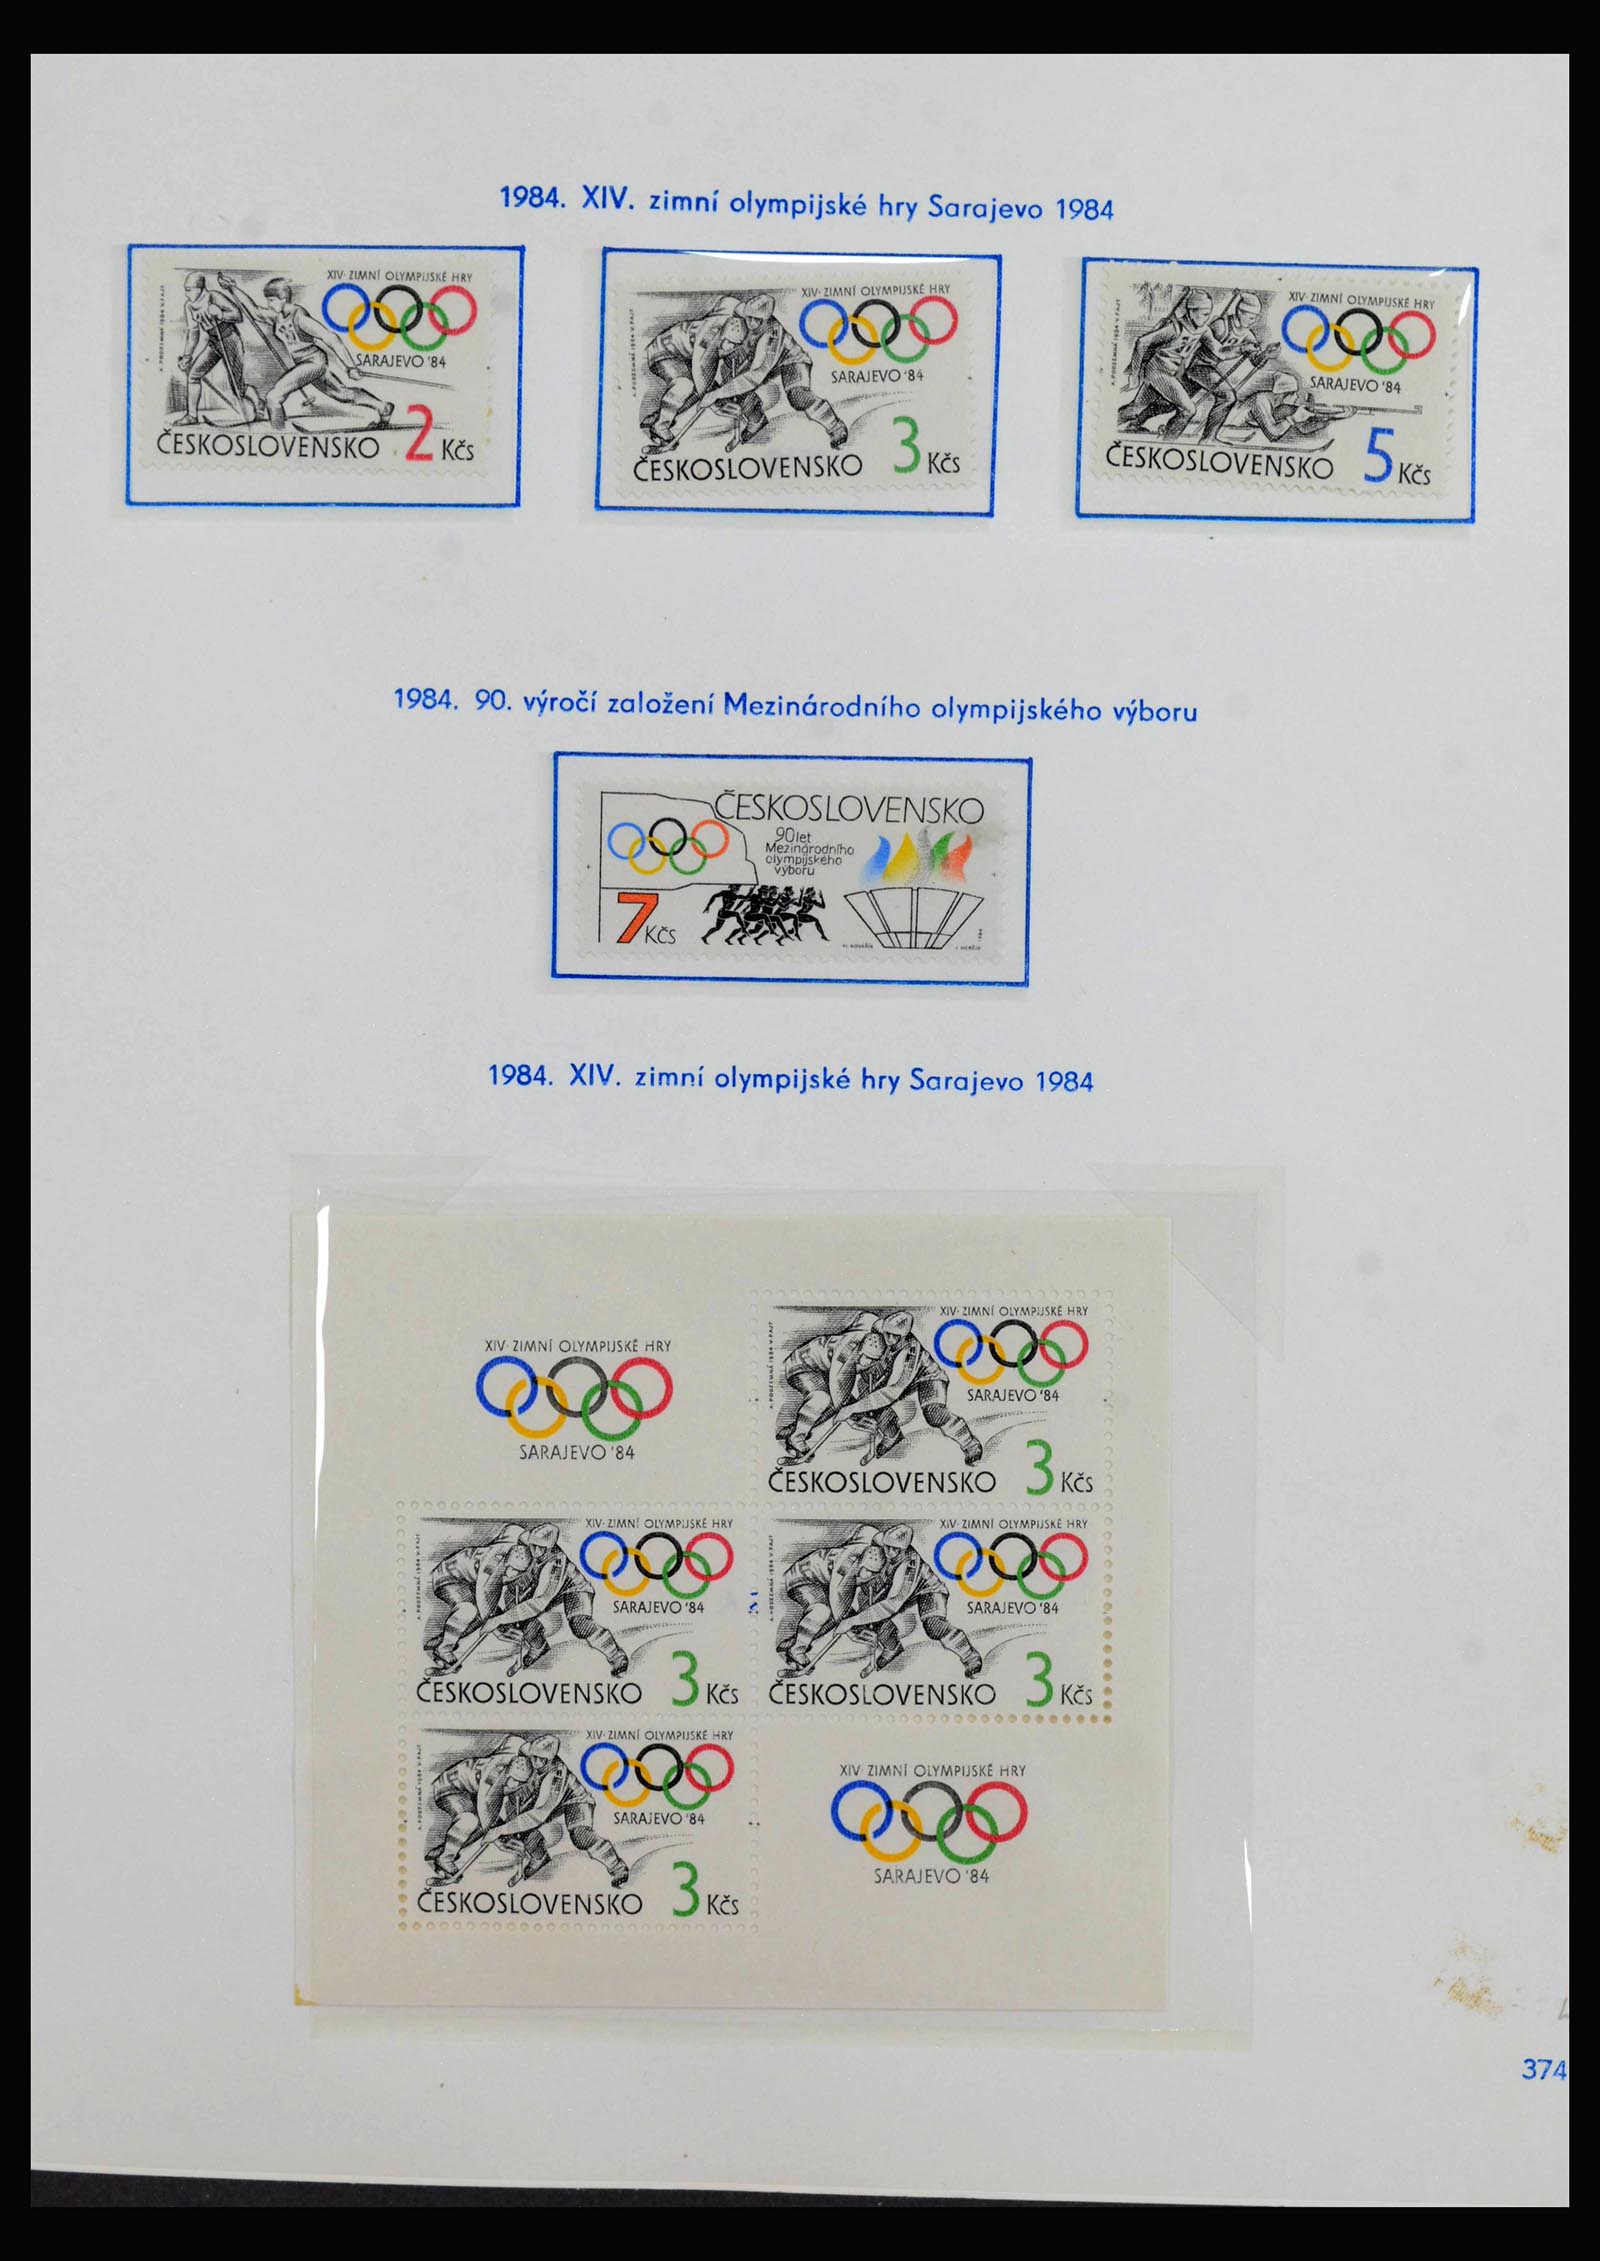 1984. XIV. zimní olympijské hry Sarajevo 1984
XIV. ZIMNÍ OLYMPIJSKÉ HRY
SARAJEVO '84
ČESKOSLOVENSKO 2 Kčs
XIV. ZIMNÍ OLYMPIJSKÉ HRY
SARAJEVO '84
ČESKOSLOVENSKO 3 Kčs
XIV. ZIMNÍ OLYMPIJSKÉ HRY
SARAJEVO '84
ČESKOSLOVENSKO 5 Kčs
1984. 90. výročí založení Mezinárodního olympijského výboru
ČESKOSLOVENSKO
90 let
Mezinárodního
olympijského
výboru
7 Kčs
1984. XIV. zimní olympijské hry Sarajevo 1984
XIV. ZIMNÍ OLYMPIJSKÉ HRY
SARAJEVO '84
XIV. ZIMNÍ OLYMPIJSKÉ HRY
SARAJEVO '84
ČESKOSLOVENSKO 3 Kčs
XIV. ZIMNÍ OLYMPIJSKÉ HRY
SARAJEVO '84
ČESKOSLOVENSKO 3 Kčs
XIV. ZIMNÍ OLYMPIJSKÉ HRY
SARAJEVO '84
ČESKOSLOVENSKO 3 Kčs
XIV. ZIMNÍ OLYMPIJSKÉ HRY
SARAJEVO '84
ČESKOSLOVENSKO 3 Kčs
XIV. ZIMNÍ OLYMPIJSKÉ HRY
SARAJEVO '84
374